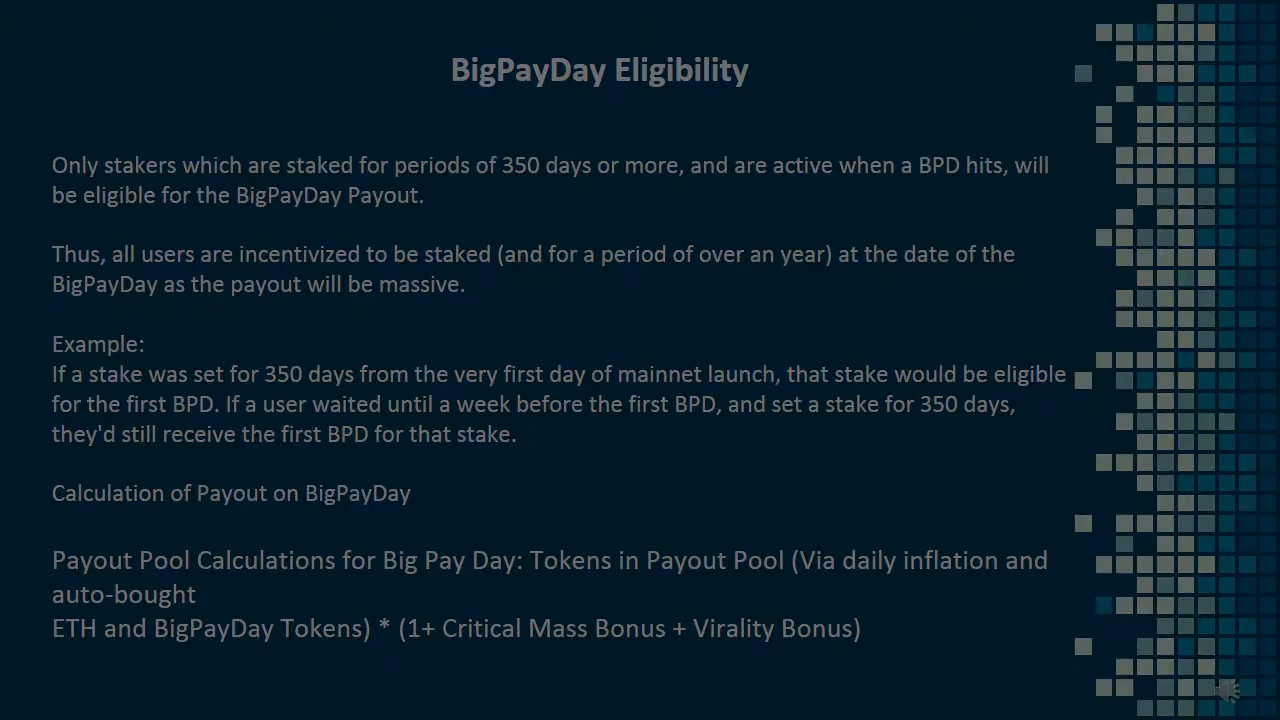 BigPayDay Eligibility
Only stakers which are staked for periods of 350 days or more, and are active when a BPD hits, will
be eligible for the BigPayDay Payout.
Thus, all users are incentivized to be staked (and for a period of over an year) at the date of the
BigPayDay as the payout will be massive.
Example:
If a stake was set for 350 days from the very first day of mainnet launch, that stake would be eligible
for the first BPD. If a user waited until a week before the first BPD, and set a stake for 350 days,
they'd still receive the first BPD for that stake.
Calculation of Payout on BigPayDay
Payout Pool Calculations for Big Pay Day: Tokens in Payout Pool (Via daily inflation and
auto-bought
ETH and BigPayDay Tokens) * (1+ Critical Mass Bonus + Virality Bonus)